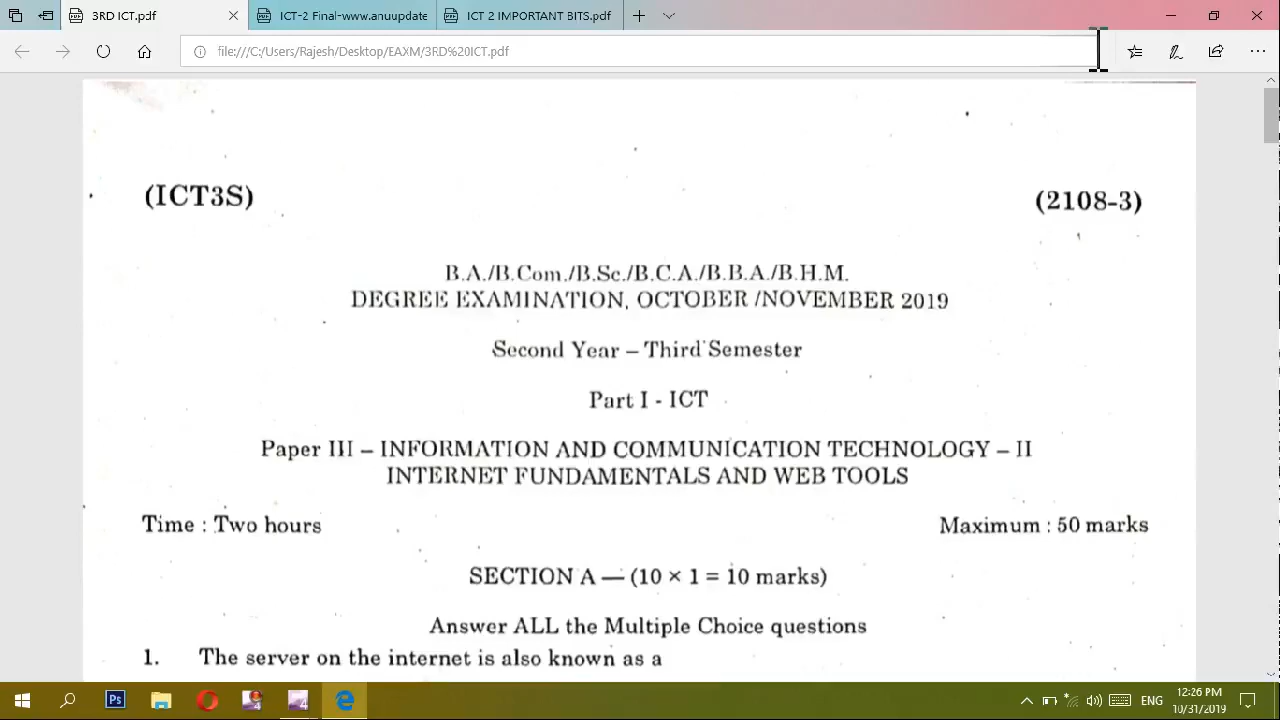 3RD ICT.pdf
ICT-2 Mallwww.anuupdate
ICT 2 IMPORTANT BITS.pdf
file:///C:/Users/Rajesh/Desktop/EAXM/3RD%20ICT.pdf
(ICT3S) (2108-3)
B.A./B.Com./B.Sc./B.C.A./B.B.A./B.H.M.
DEGREE EXAMINATION, OCTOBER /NOVEMBER 2019
Second Year – Third Semester
Part I - ICT
Paper III – INFORMATION AND COMMUNICATION TECHNOLOGY – II
INTERNET FUNDAMENTALS AND WEB TOOLS
Time : Two hours Maximum : 50 marks
SECTION A — (10 × 1 = 10 marks)
Answer ALL the Multiple Choice questions
1. The server on the internet is also known as a
Ps
4
ENG
12:26 PM
10/31/2019